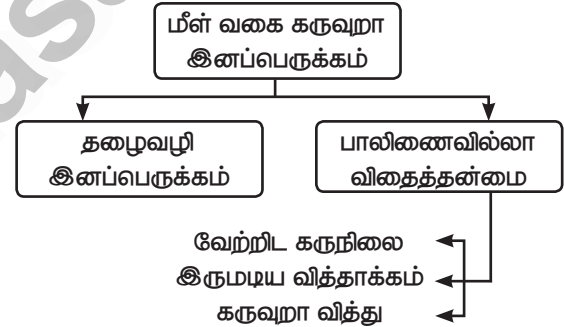 மீள் வகை கருவுறா
இனப்பெருக்கம்
தழைவழி
இனப்பெருக்கம்
பாலிணைவில்லா
விதைத்தன்மை
வேற்றிட கருநிலை
இருமடிய வித்தாக்கம்
கருவுறா வித்து